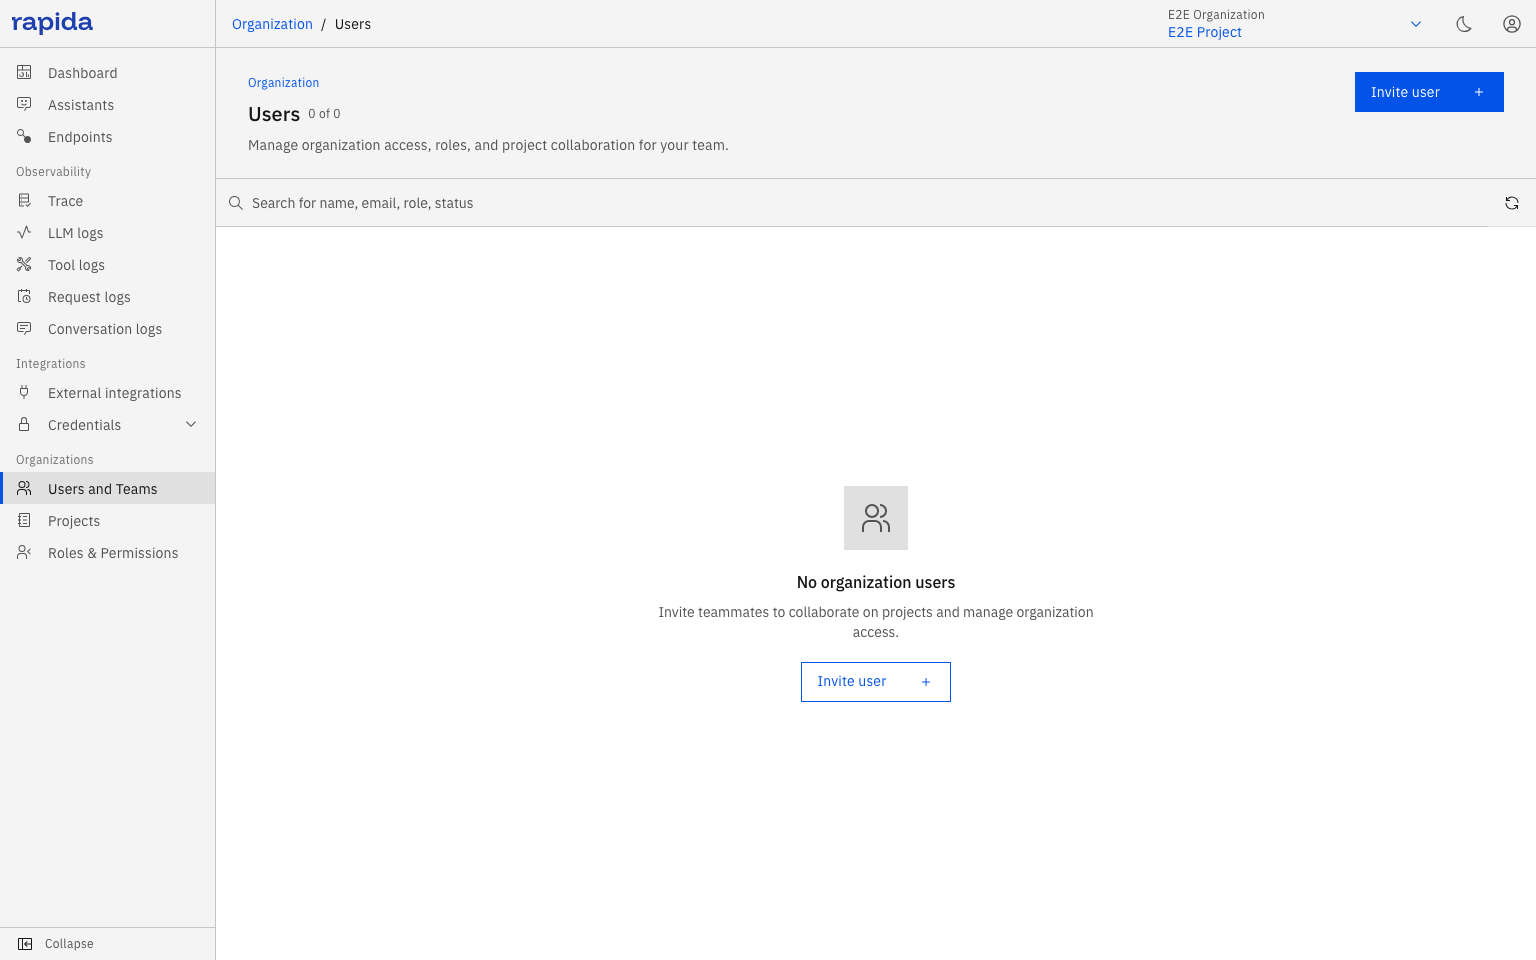 rapida
Organization / Users
E2E Organization
E2E Project
Dashboard
Assistants
Endpoints
Observability
Trace
LLM logs
Tool logs
Request logs
Conversation logs
Integrations
External integrations
Credentials
Organizations
Users and Teams
Projects
Roles & Permissions
Collapse
Organization
Users 0 of 0
Manage organization access, roles, and project collaboration for your team.
Invite user +
Search for name, email, role, status
No organization users
Invite teammates to collaborate on projects and manage organization
access.
Invite user +